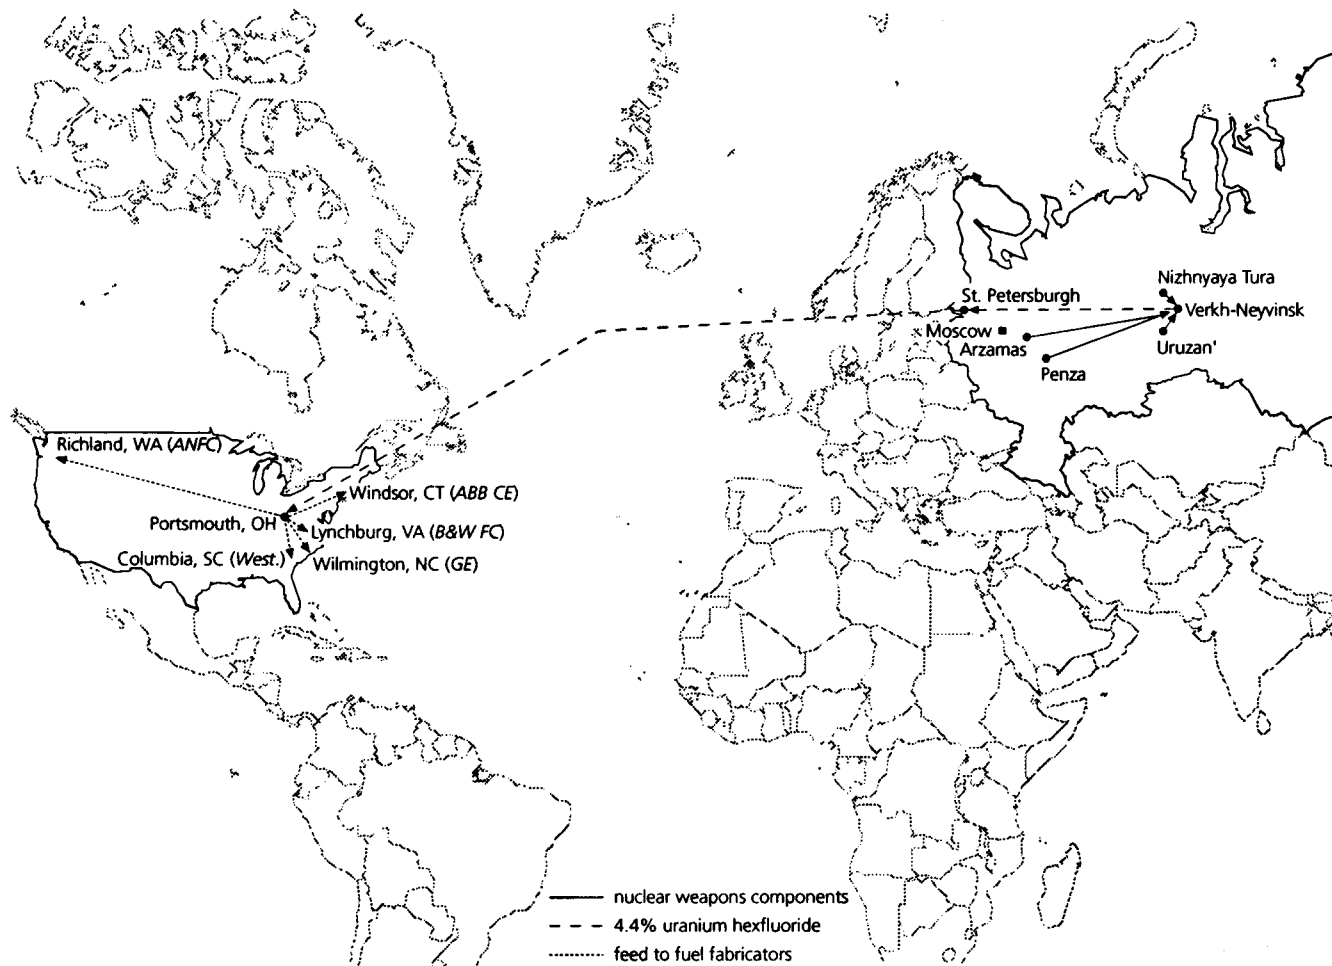 Nizhnyaya Tura
St. Petersburgh
Verkh-Neyvinsk
Moscow
Uruzan'
Arzamas
Penza
Richland, WA (ANFC)
Windsor, CT (ABB CE)
Portsmouth, OH
Lynchburg, VA (B&W FC)
Columbia, SC (West.)
Wilmington, NC (GE)
nuclear weapons components
4.4% uranium hexfluoride
feed to fuel fabricators